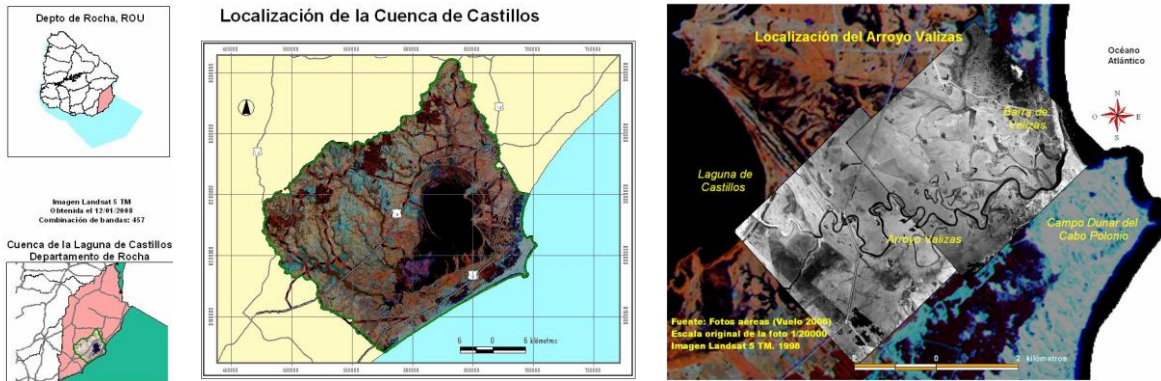 Depto de Rocha, ROU
Imagen Landsat 5 TM
Obtenida el 12/01/2008
Combinación de bandas: 457
Cuenca de la Laguna de Castillos
Departamento de Rocha
Localización de la Cuenca de Castillos
6 0 6 kilómetros
Localización del Arroyo Valizas
Océano
Atlántico
N
O E
S
Barra de
Valizas
Laguna de
Castillos
Arroyo Valizas
Campo Dunar del
Cabo Polonio
Fuente: Fotos aéreas (Vuelo 2006)
Escala original de la foto 1/20000
Imagen Landsat 5 TM. 1998
2 0 2 kilómetros